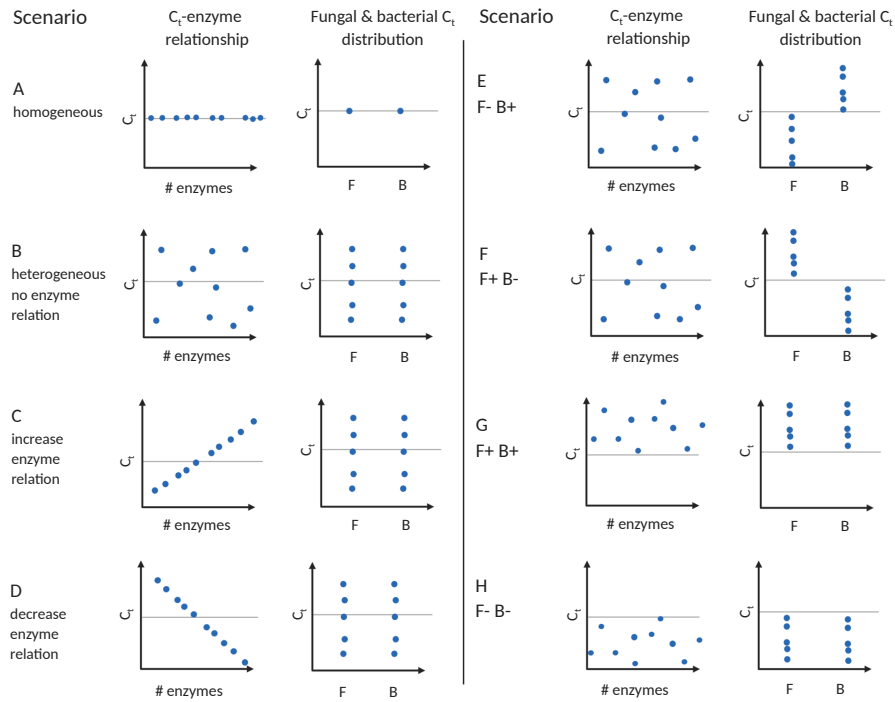 Scenario
Ct-enzyme
relationship
Fungal & bacterial Ct
distribution
A
homogeneous
Ct
# enzymes
Ct
F B
B
heterogeneous
no enzyme
relation
Ct
# enzymes
Ct
F B
C
increase
enzyme
relation
Ct
# enzymes
Ct
F B
D
decrease
enzyme
relation
Ct
# enzymes
Ct
F B
Scenario
Ct-enzyme
relationship
Fungal & bacterial Ct
distribution
E
F- B+
Ct
# enzymes
Ct
F B
F
F+ B-
Ct
# enzymes
Ct
F B
G
F+ B+
Ct
# enzymes
Ct
F B
H
F- B-
Ct
# enzymes
Ct
F B